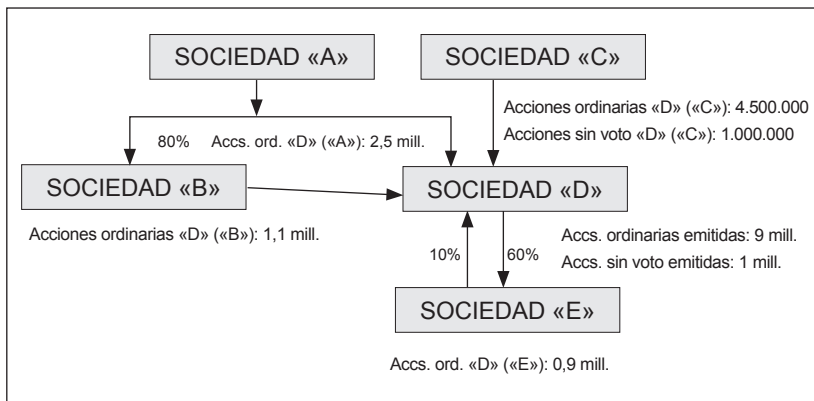 SOCIEDAD «A»
SOCIEDAD «C»
Acciones ordinarias «D» («C»): 4.500.000
Acciones sin voto «D» («C»): 1.000.000
80%
Accs. ord. «D» («A»): 2,5 mill.
SOCIEDAD «B»
SOCIEDAD «D»
Acciones ordinarias «D» («B»): 1,1 mill.
10%
60%
Accs. ordinarias emitidas: 9 mill.
Accs. sin voto emitidas: 1 mill.
SOCIEDAD «E»
Accs. ord. «D» («E»): 0,9 mill.